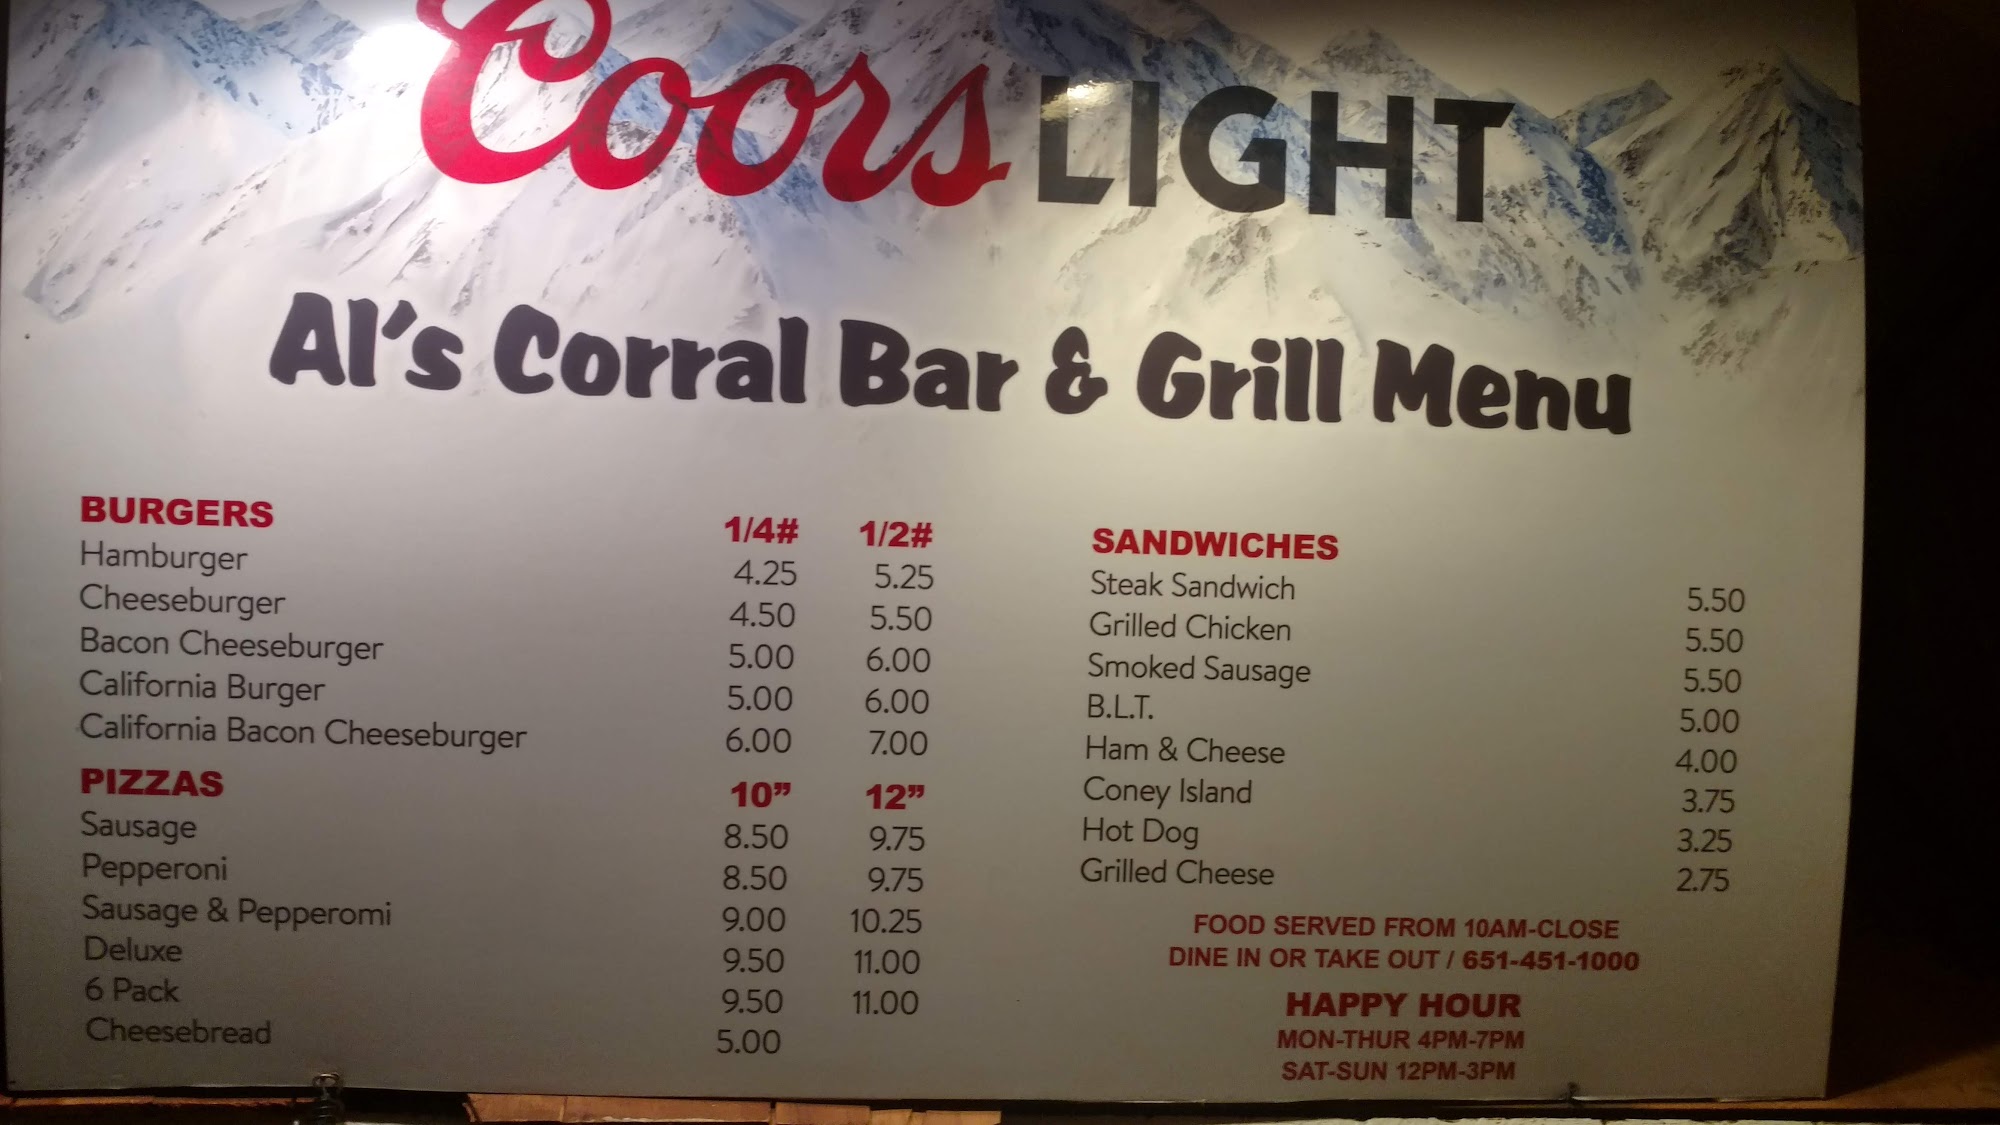 Coors LIGHT
Al's Corral Bar & Grill Menu
BURGERS 1/4# 1/2#
Hamburger 4.25 5.25
Cheeseburger 4.50 5.50
Bacon Cheeseburger 5.00 6.00
California Burger 5.00 6.00
California Bacon Cheeseburger 6.00 7.00
PIZZAS 10” 12”
Sausage 8.50 9.75
Pepperoni 8.50 9.75
Sausage & Pepperomi 9.00 10.25
Deluxe 9.50 11.00
6 Pack 9.50 11.00
Cheesebread 5.00
SANDWICHES
Steak Sandwich 5.50
Grilled Chicken 5.50
Smoked Sausage 5.50
B.L.T. 5.00
Ham & Cheese 4.00
Coney Island 3.75
Hot Dog 3.25
Grilled Cheese 2.75
FOOD SERVED FROM 10AM-CLOSE
DINE IN OR TAKE OUT / 651-451-1000
HAPPY HOUR
MON-THUR 4PM-7PM
SAT-SUN 12PM-3PM